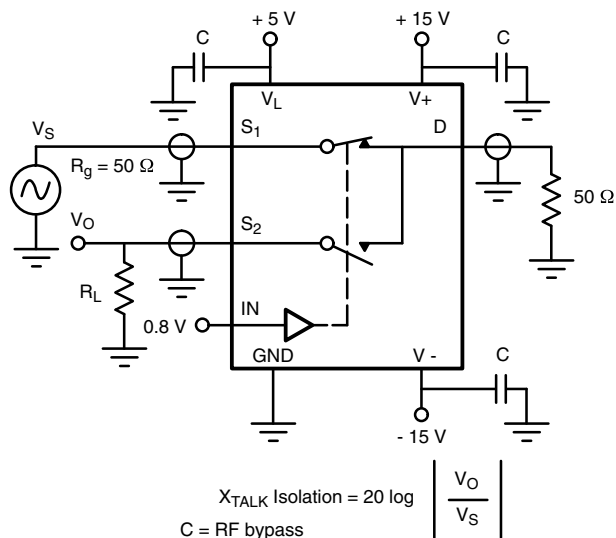 + 5 V
+ 15 V
C
C
V_L
V+
V_S
S_1
D
R_g = 50 Ω
50 Ω
V_O
S_2
R_L
IN
0.8 V
GND
V -
C
- 15 V
X_TALK Isolation = 20 log | V_O / V_S |
C = RF bypass